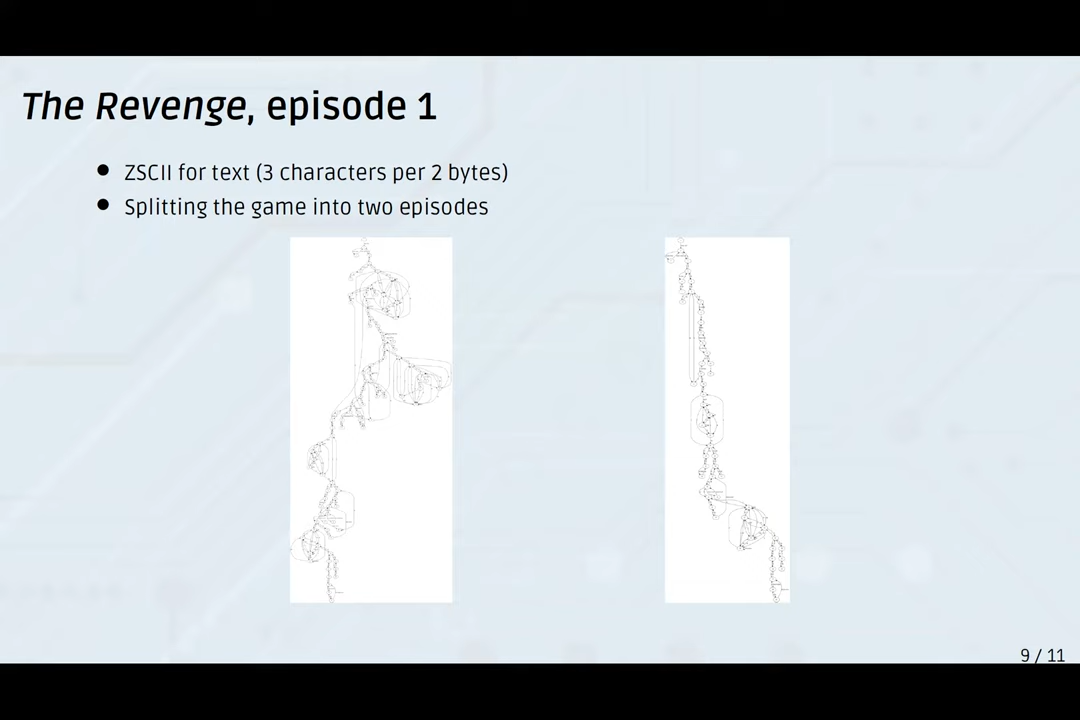 The Revenge, episode 1
● ZSCII for text (3 characters per 2 bytes)
● Splitting the game into two episodes
9 / 11